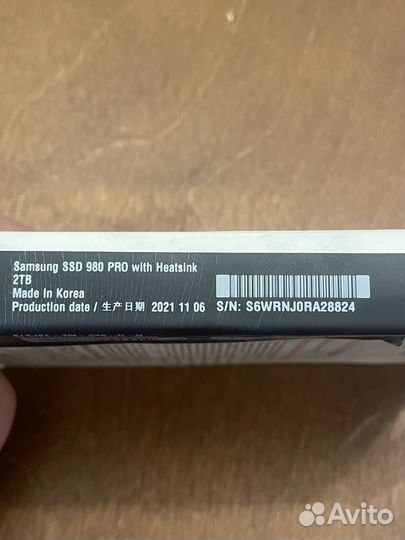 Samsung SSD 980 PRO with Heatsink
2TB
Made in Korea
Production date / 生产日期 2021 11 06
S/N: S6WRNJ0RA28824
Avito